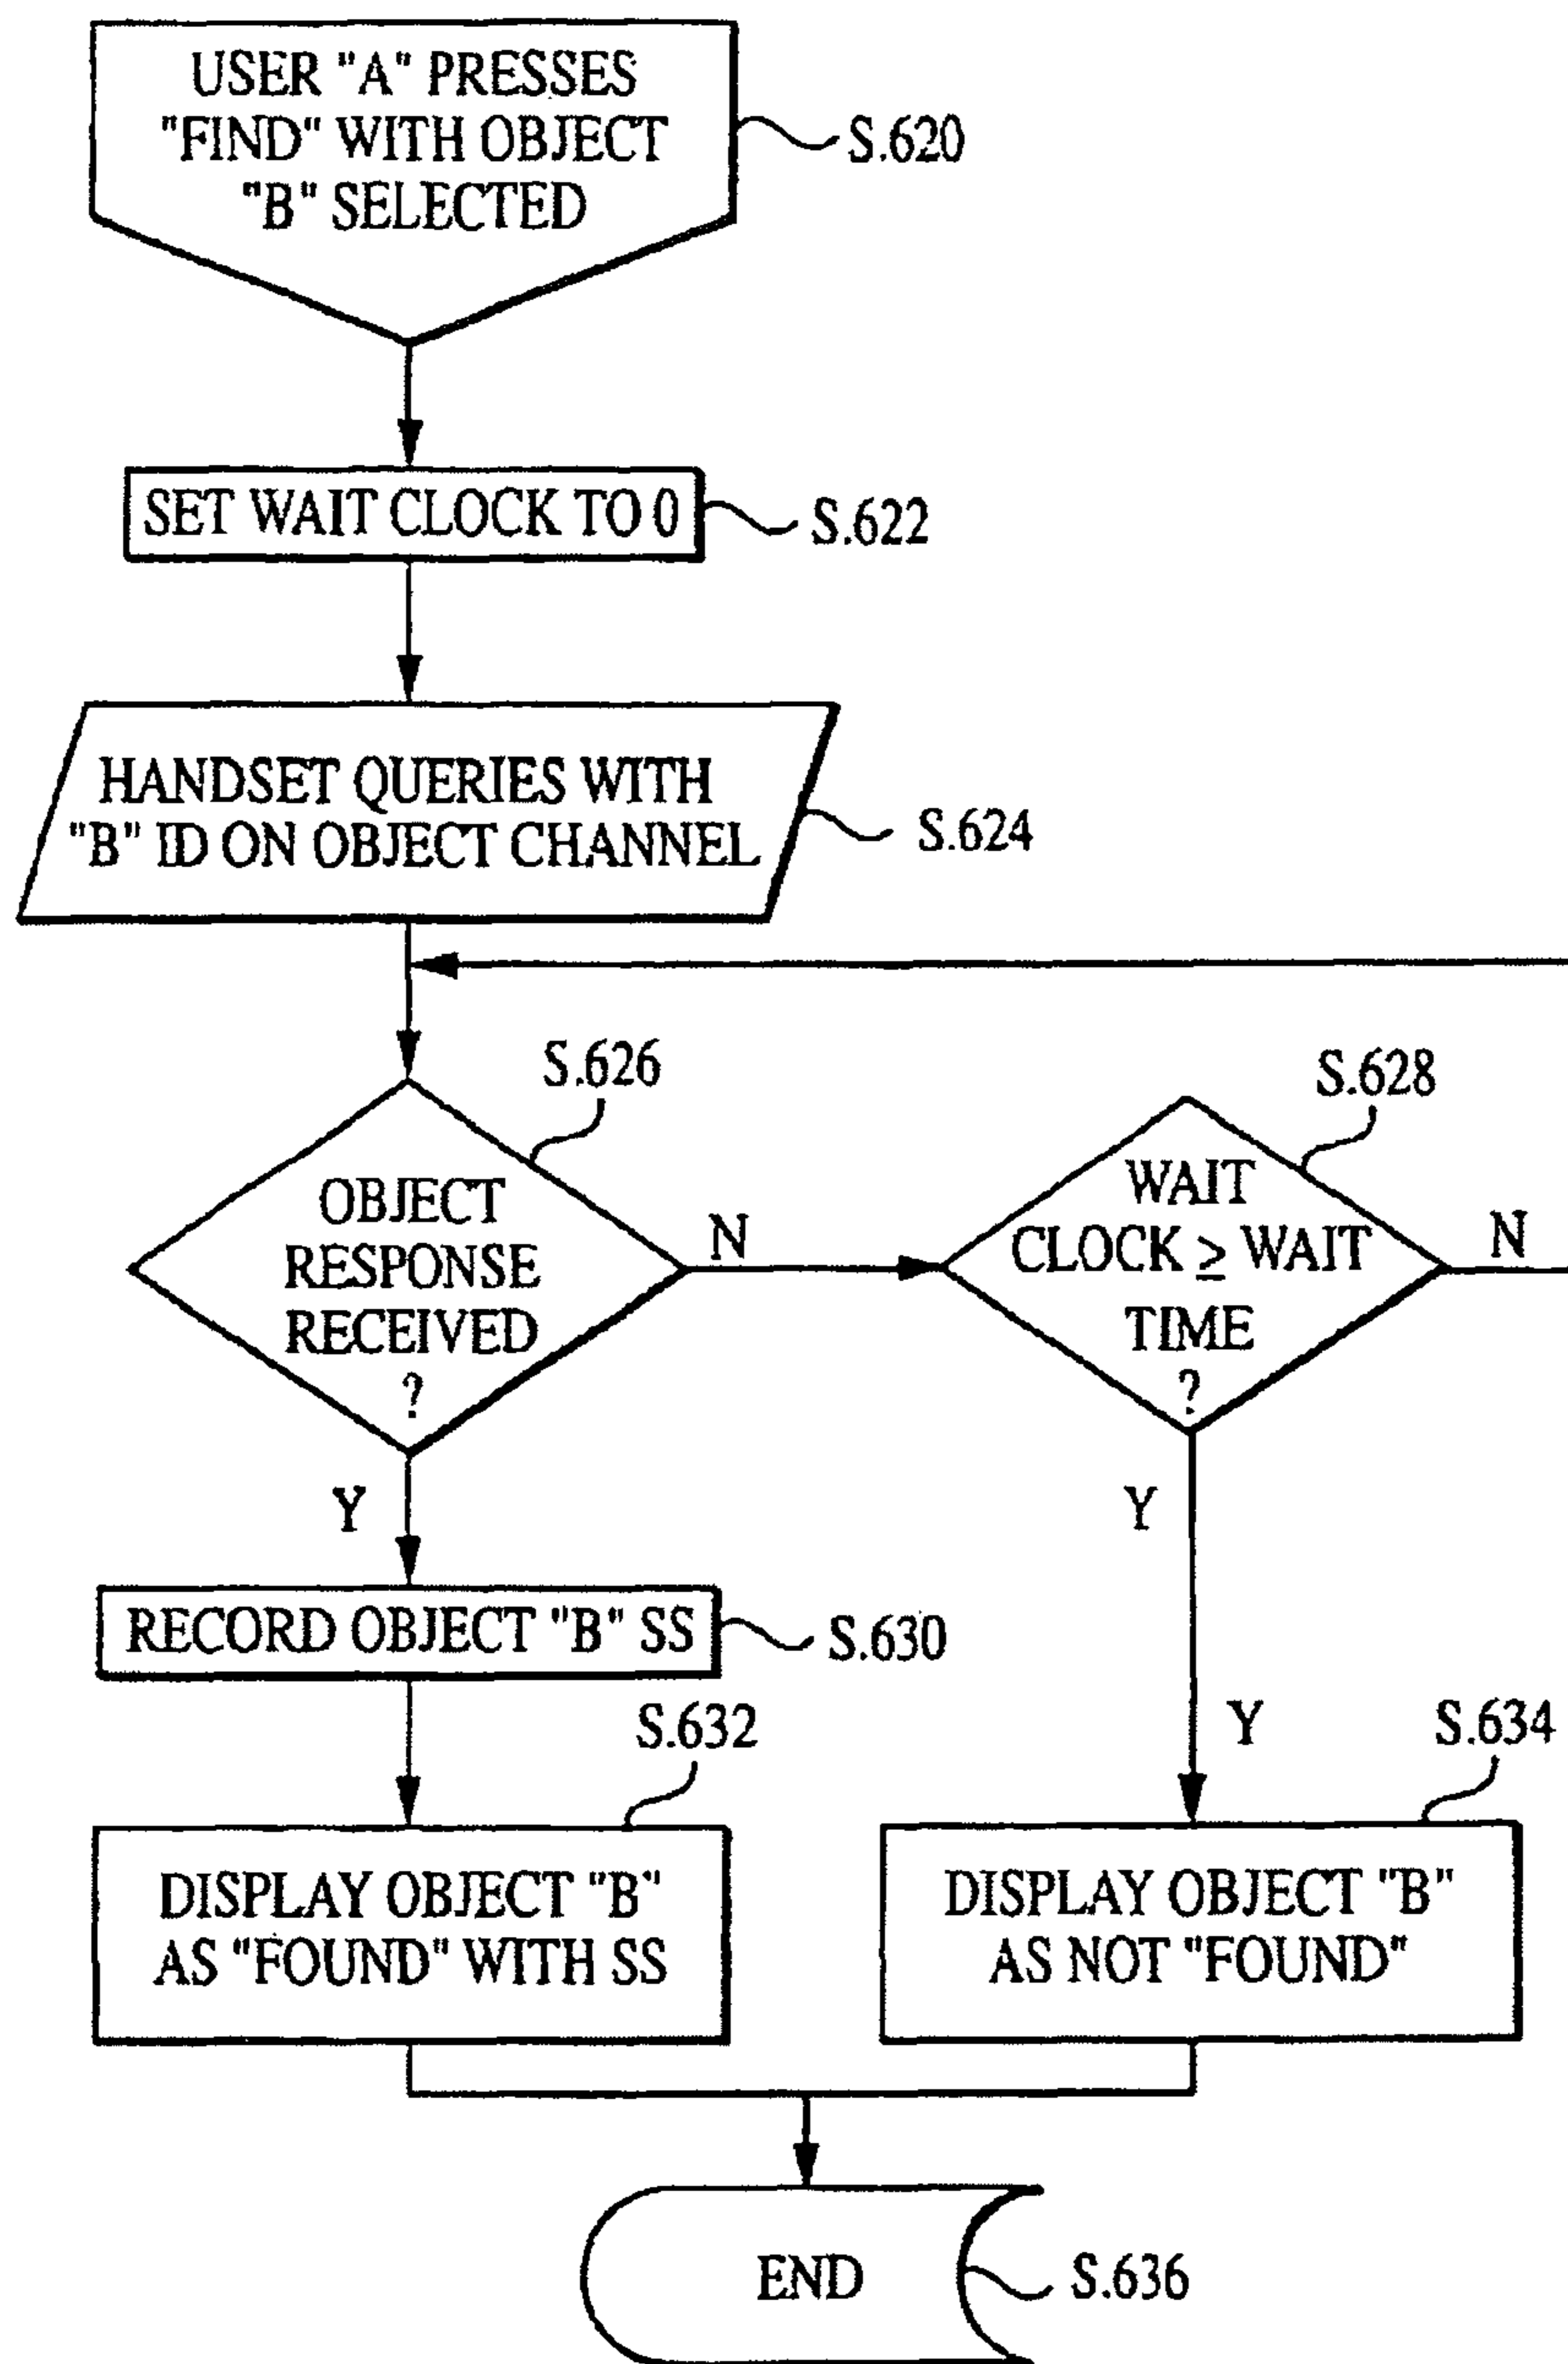 USER "A" PRESSES
"FIND" WITH OBJECT
"B" SELECTED
S.620
SET WAIT CLOCK TO 0
S.622
HANDSET QUERIES WITH
"B" ID ON OBJECT CHANNEL
S.624
S.626
OBJECT
RESPONSE
RECEIVED
?
N
Y
S.628
WAIT
CLOCK ≥ WAIT
TIME
?
N
Y
RECORD OBJECT "B" SS
S.630
S.632
DISPLAY OBJECT "B"
AS "FOUND" WITH SS
Y
S.634
DISPLAY OBJECT "B"
AS NOT "FOUND"
END
S.636